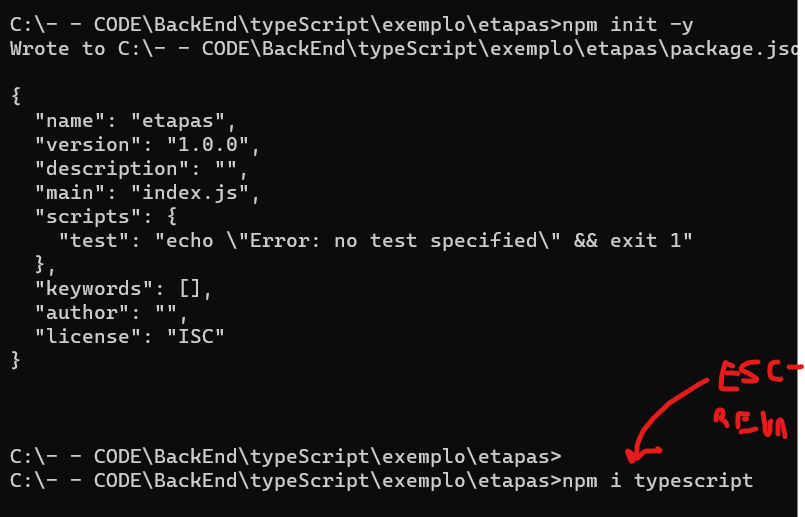 C:\- - CODE\BackEnd\typeScript\exemplo\etapas>npm init -y
Wrote to C:\- - CODE\BackEnd\typeScript\exemplo\etapas\package.jso

{
  "name": "etapas",
  "version": "1.0.0",
  "description": "",
  "main": "index.js",
  "scripts": {
    "test": "echo \"Error: no test specified\" && exit 1"
  },
  "keywords": [],
  "author": "",
  "license": "ISC"
}
ESC-
REVA
C:\- - CODE\BackEnd\typeScript\exemplo\etapas>
C:\- - CODE\BackEnd\typeScript\exemplo\etapas>npm i typescript